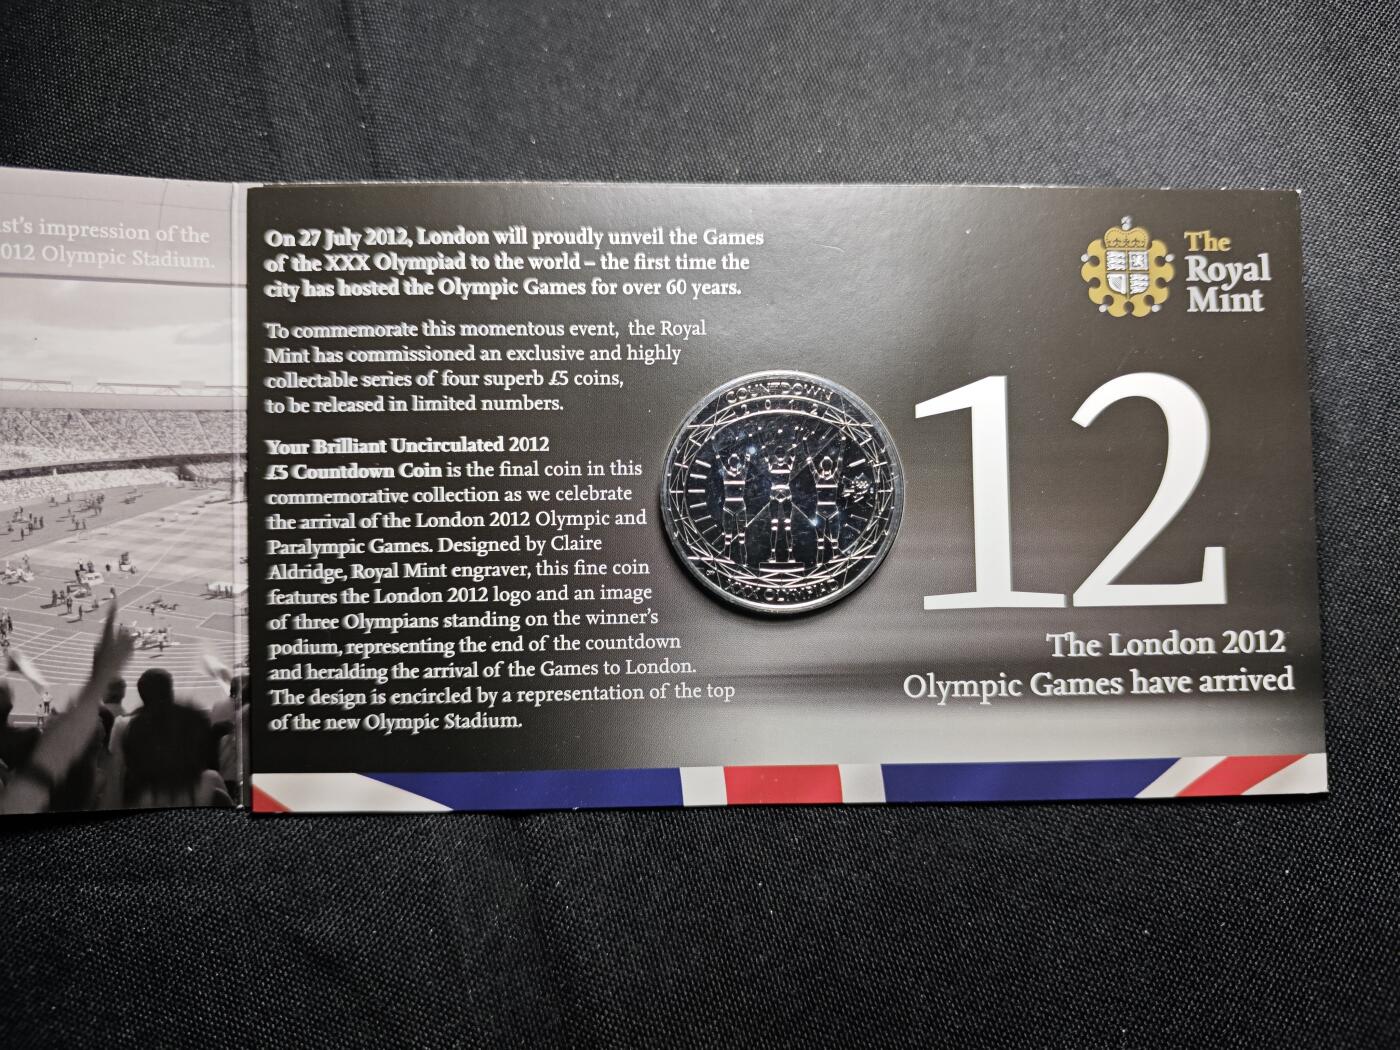 st's impression of the
012 Olympic Stadium.
On 27 July 2012, London will proudly unveil the Games
of the XXX Olympiad to the world – the first time the
city has hosted the Olympic Games for over 60 years.
To commemorate this momentous event, the Royal
Mint has commissioned an exclusive and highly
collectable series of four superb £5 coins,
to be released in limited numbers.
Your Brilliant Uncirculated 2012
£5 Countdown Coin is the final coin in this
commemorative collection as we celebrate
the arrival of the London 2012 Olympic and
Paralympic Games. Designed by Claire
Aldridge, Royal Mint engraver, this fine coin
features the London 2012 logo and an image
of three Olympians standing on the winner's
podium, representing the end of the countdown
and heralding the arrival of the Games to London.
The design is encircled by a representation of the top
of the new Olympic Stadium.
COUNTDOWN
2012
XXX OLYMPIAD
The
Royal
Mint
12
The London 2012
Olympic Games have arrived